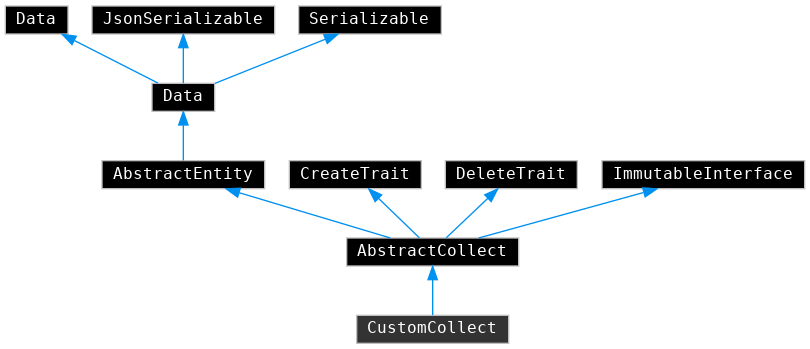 Data
JsonSerializable
Serializable
Data
AbstractEntity
CreateTrait
DeleteTrait
ImmutableInterface
AbstractCollect
CustomCollect